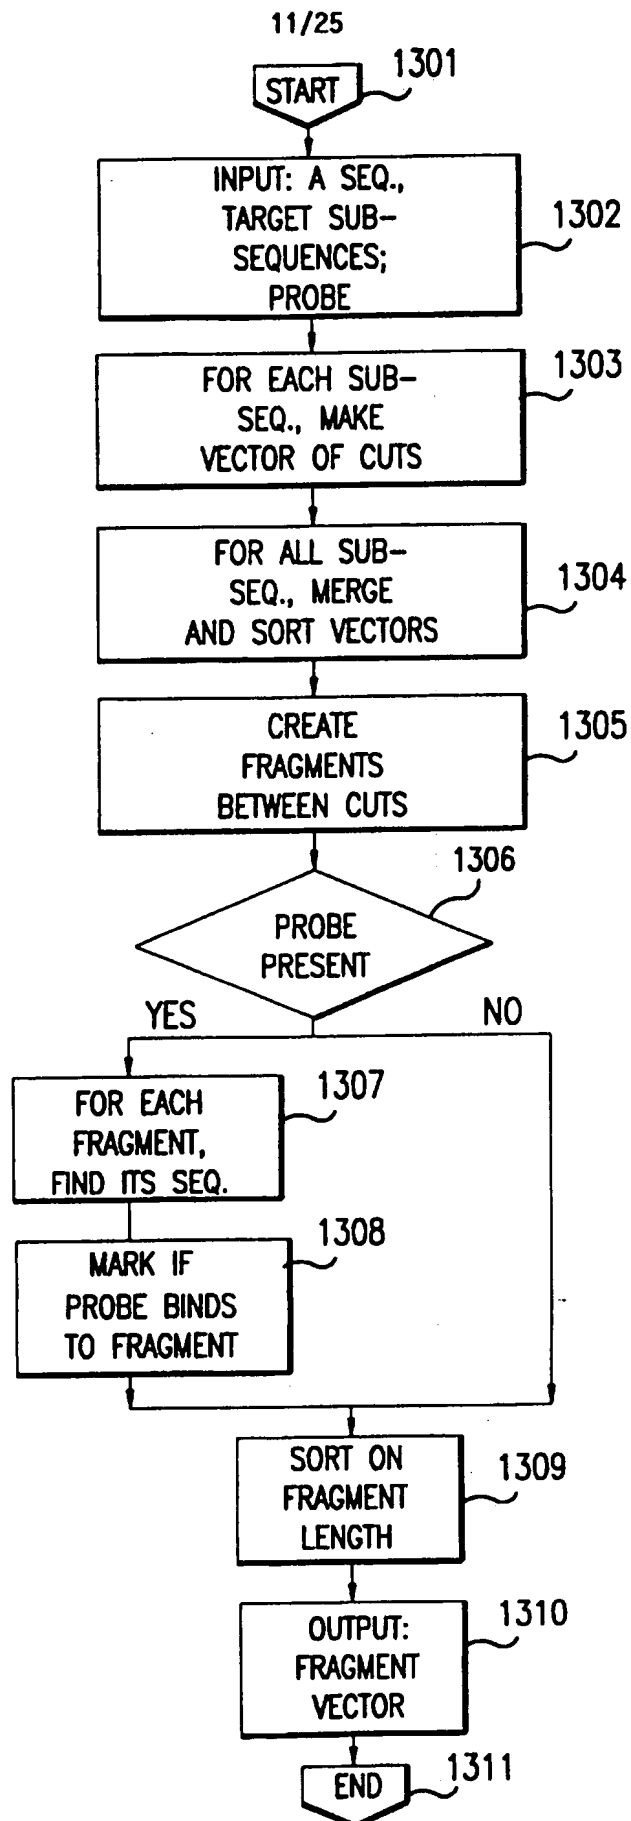 11/25
START
1301
INPUT: A SEQ.,
TARGET SUB-
SEQUENCES;
PROBE
1302
FOR EACH SUB-
SEQ., MAKE
VECTOR OF CUTS
1303
FOR ALL SUB-
SEQ., MERGE
AND SORT VECTORS
1304
CREATE
FRAGMENTS
BETWEEN CUTS
1305
PROBE
PRESENT
1306
YES
NO
FOR EACH
FRAGMENT,
FIND ITS SEQ.
1307
MARK IF
PROBE BINDS
TO FRAGMENT
1308
SORT ON
FRAGMENT
LENGTH
1309
OUTPUT:
FRAGMENT
VECTOR
1310
END
1311